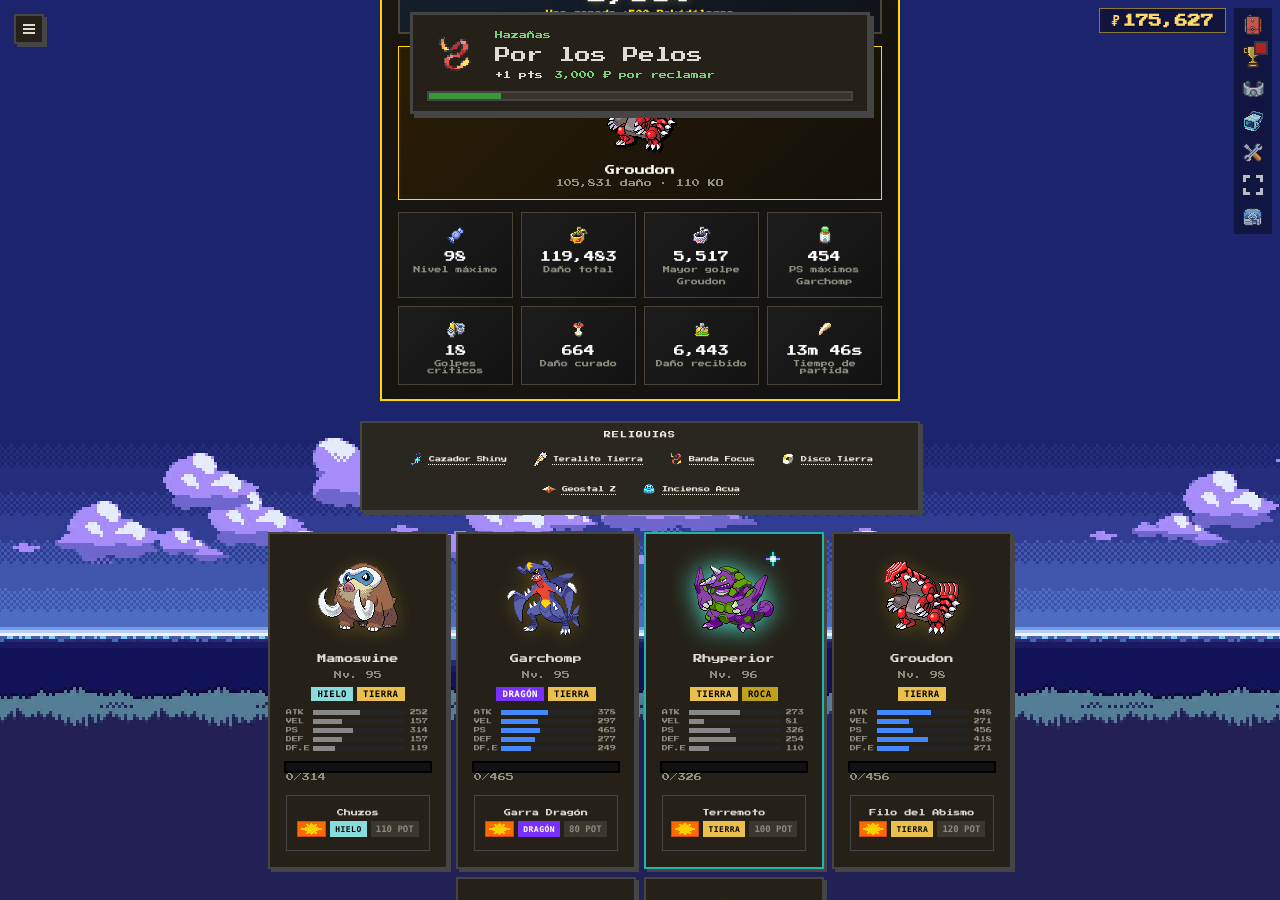 ₽ 175,627
Hazañas
Por los Pelos
+1 pts 3,000 ₽ por reclamar
Groudon
105,831 daño · 110 KO
98
Nivel máximo
119,483
Daño total
5,517
Mayor golpe
Groudon
454
PS máximos
Garchomp
18
Golpes
críticos
664
Daño curado
6,443
Daño recibido
13m 46s
Tiempo de
partida
RELIQUIAS
Cazador Shiny
Teralito Tierra
Banda Focus
Disco Tierra
Geostal Z
Incienso Acua
Mamoswine
Nv. 95
HIELO TIERRA
ATK 252
VEL 157
PS 314
DEF 157
DF.E 119
0/314
Chuzos
HIELO 110 POT
Garchomp
Nv. 95
DRAGÓN TIERRA
ATK 378
VEL 297
PS 465
DEF 277
DF.E 249
0/465
Garra Dragón
DRAGÓN 80 POT
Rhyperior
Nv. 96
TIERRA ROCA
ATK 273
VEL 81
PS 326
DEF 254
DF.E 110
0/326
Terremoto
TIERRA 100 POT
Groudon
Nv. 98
TIERRA
ATK 448
VEL 271
PS 456
DEF 418
DF.E 271
0/456
Filo del Abismo
TIERRA 120 POT